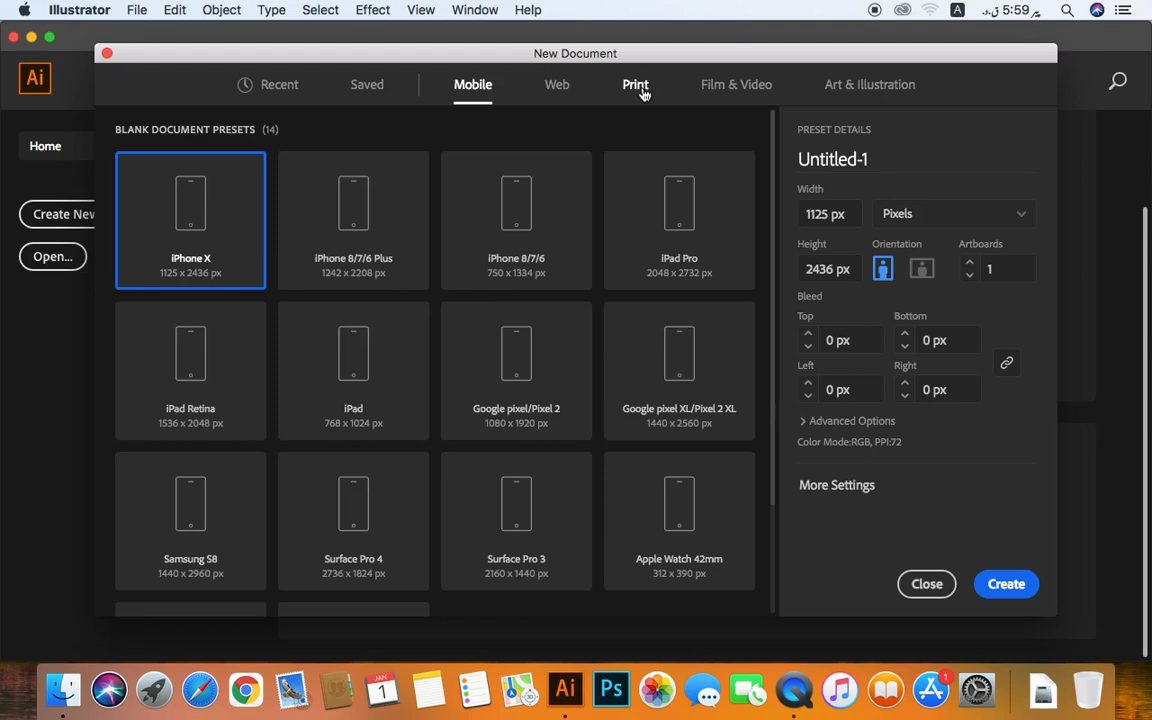 Illustrator File Edit Object Type Select Effect View Window Help A 5:59 ق.ظ.
New Document
Ai
Recent Saved Mobile Web Print Film & Video Art & Illustration
Home
Create New
Open...
BLANK DOCUMENT PRESETS (14)
iPhone X
1125 x 2436 px
iPhone 8/7/6 Plus
1242 x 2208 px
iPhone 8/7/6
750 x 1334 px
iPad Pro
2048 x 2732 px
iPad Retina
1536 x 2048 px
iPad
768 x 1024 px
Google pixel/Pixel 2
1080 x 1920 px
Google pixel XL/Pixel 2 XL
1440 x 2560 px
Samsung S8
1440 x 2960 px
Surface Pro 4
2736 x 1824 px
Surface Pro 3
2160 x 1440 px
Apple Watch 42mm
312 x 390 px
PRESET DETAILS
Untitled-1
Width
1125 px Pixels
Height Orientation Artboards
2436 px 1
Bleed
Top Bottom
0 px 0 px
Left Right
0 px 0 px
Advanced Options
Color Mode:RGB, PPI:72
More Settings
Close Create
JAN
1
Ai Ps
1